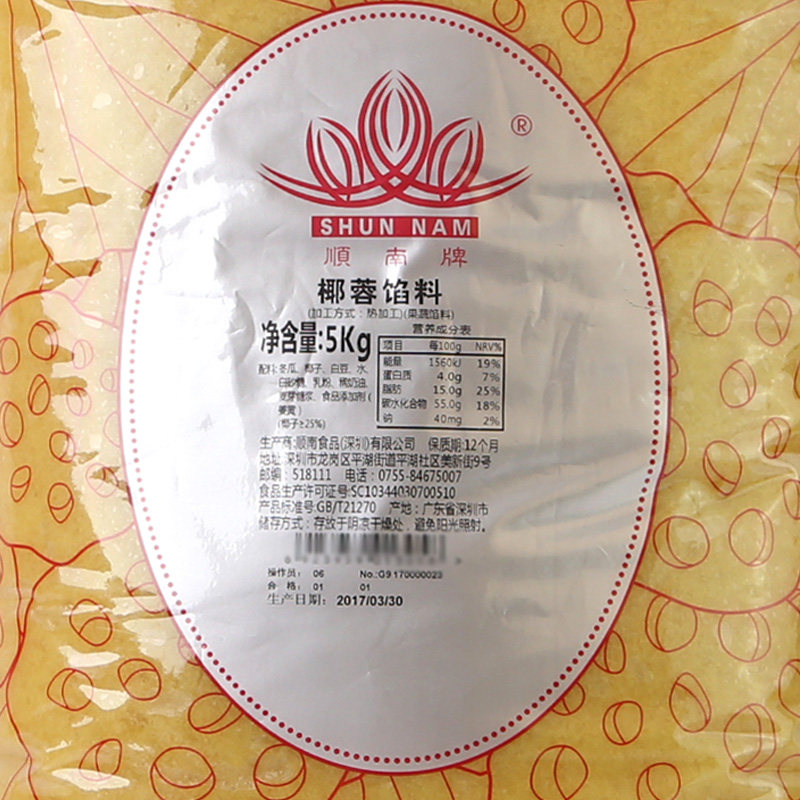 ®
SHUN NAM
順南牌
椰蓉馅料
(加工方式：热加工)(果蔬馅料)
净含量:5Kg
配料:冬瓜、椰子、白豆、水、
白砂糖、乳粉、稀奶油、
麦芽糖浆、食品添加剂(
姜黄)
(椰子≥25%)
营养成分表
项目 每100g NRV%
能量 1560kJ 19%
蛋白质 4.0g 7%
脂肪 15.0g 25%
碳水化合物 55.0g 18%
钠 40mg 2%
生产商:顺南食品(深圳)有限公司 保质期:12个月
地址:深圳市龙岗区平湖街道平湖社区美新街9号
邮编：518111 电话：0755-84675007
食品生产许可证号:SC10344030700510
产品标准号:GB/T21270 产地：广东省深圳市
储存方式：存放于阴凉干燥处，避免阳光照射。
操作员： 06 No.:G9170000023
合格： 01 01
生产日期： 2017/03/30